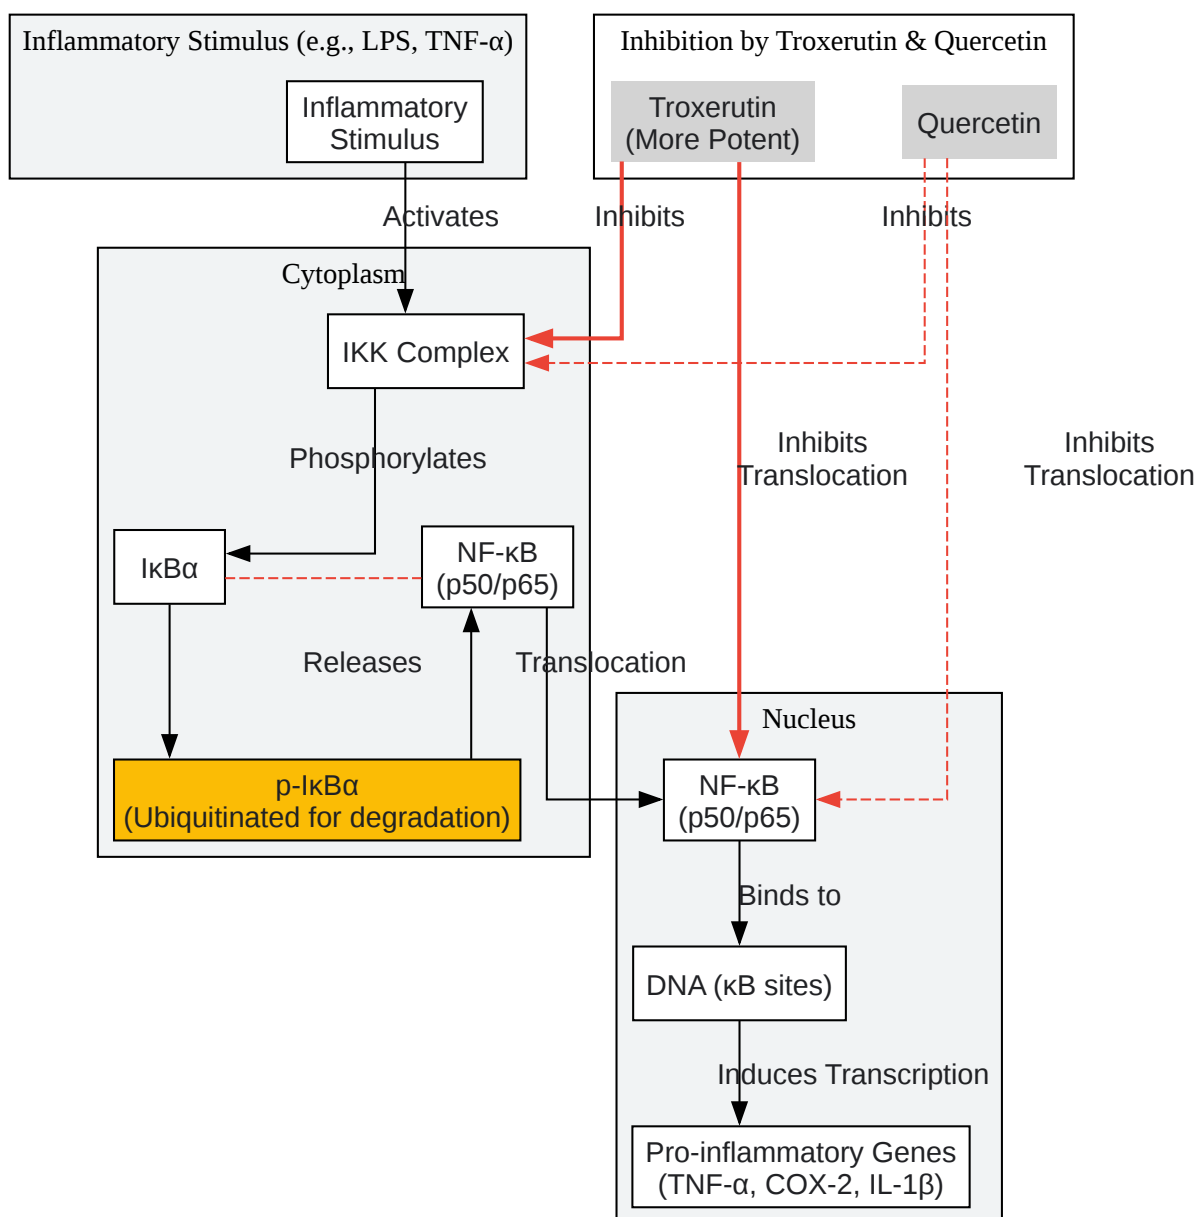 Inflammatory Stimulus (e.g., LPS, TNF-α)
Inhibition by Troxerutin & Quercetin
Inflammatory
Stimulus
Troxerutin
(More Potent)
Quercetin
Activates
Inhibits
Inhibits
Cytoplasm
IKK Complex
Phosphorylates
Inhibits
Translocation
Inhibits
Translocation
IκBα
NF-κB
(p50/p65)
Releases
Translocation
Nucleus
p-IκBα
(Ubiquitinated for degradation)
NF-κB
(p50/p65)
Binds to
DNA (κB sites)
Induces Transcription
Pro-inflammatory Genes
(TNF-α, COX-2, IL-1β)